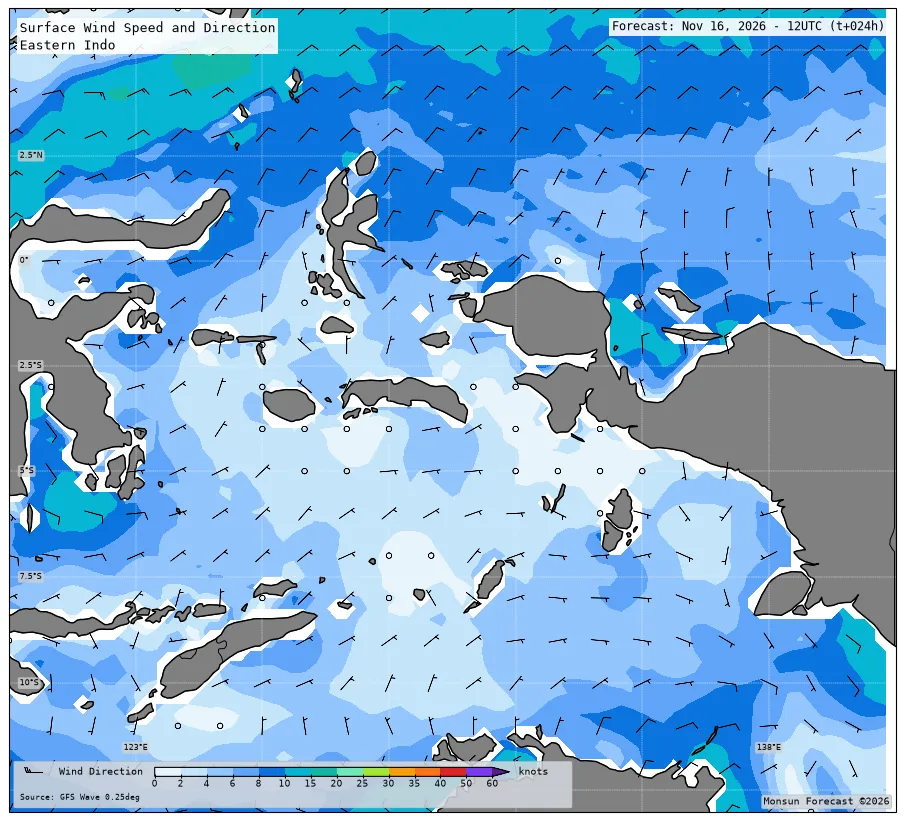 Surface Wind Speed and Direction
Eastern Indo
Forecast: Nov 16, 2026 - 12UTC (t+024h)
2.5°N
0°
2.5°S
5°S
7.5°S
10°S
123°E
138°E
Wind Direction
0 2 4 6 8 10 15 20 25 30 35 40 50 60
knots
Source: GFS Wave 0.25deg
Monsun Forecast ©2026